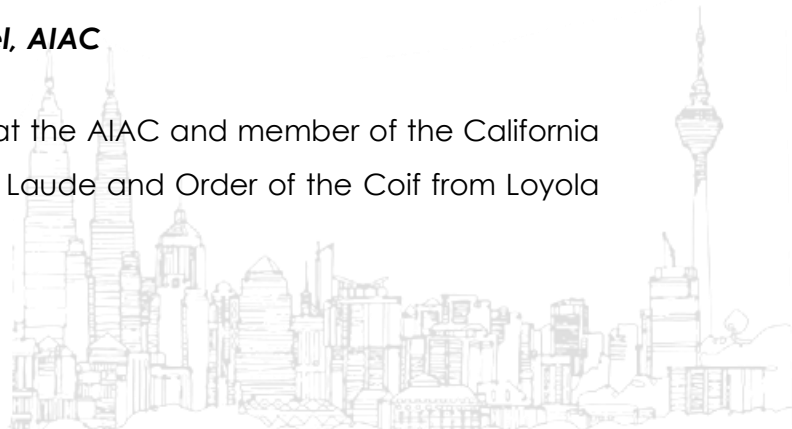 l, AIAC
at the AIAC and member of the California
Laude and Order of the Coif from Loyola